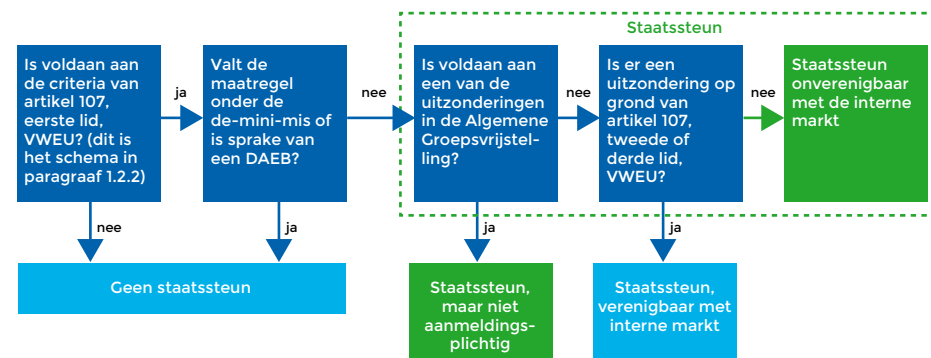 Staatssteun
Is voldaan aan
de criteria van
artikel 107,
eerste lid,
VWEU? (dit is
het schema in
paragraaf 1.2.2)
ja
Valt de
maatregel
onder de
de-mini-mis of
is sprake van
een DAEB?
nee
Is voldaan aan
een van de
uitzonderingen
in de Algemene
Groepsvrijstel-
ling?
nee
Is er een
uitzondering op
grond van
artikel 107,
tweede of
derde lid,
VWEU?
nee
Staatssteun
onverenigbaar
met de interne
markt
nee
ja
ja
ja
Geen staatssteun
Staatssteun,
maar niet
aanmeldings-
plichtig
Staatssteun,
verenigbaar met
interne markt